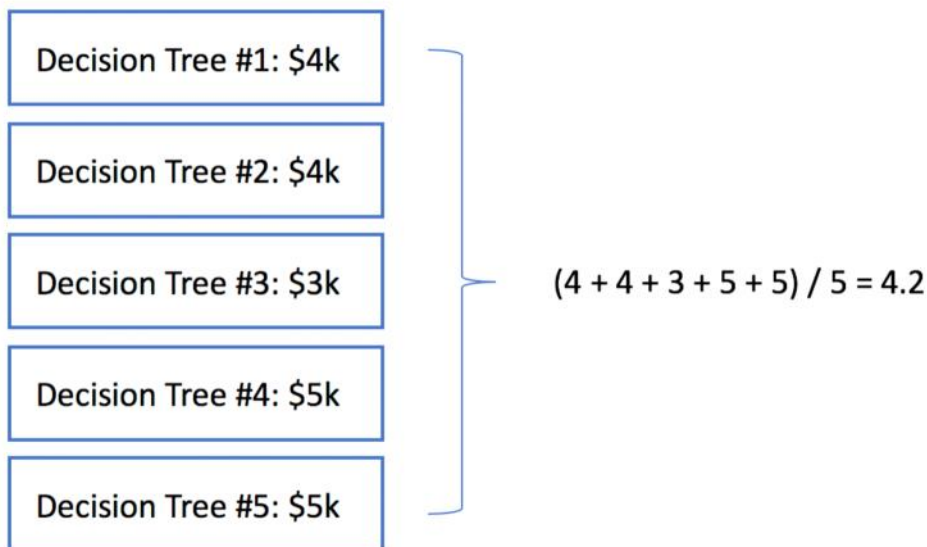 Decision Tree #1: $4k
Decision Tree #2: $4k
Decision Tree #3: $3k
Decision Tree #4: $5k
Decision Tree #5: $5k
(4 + 4 + 3 + 5 + 5) / 5 = 4.2